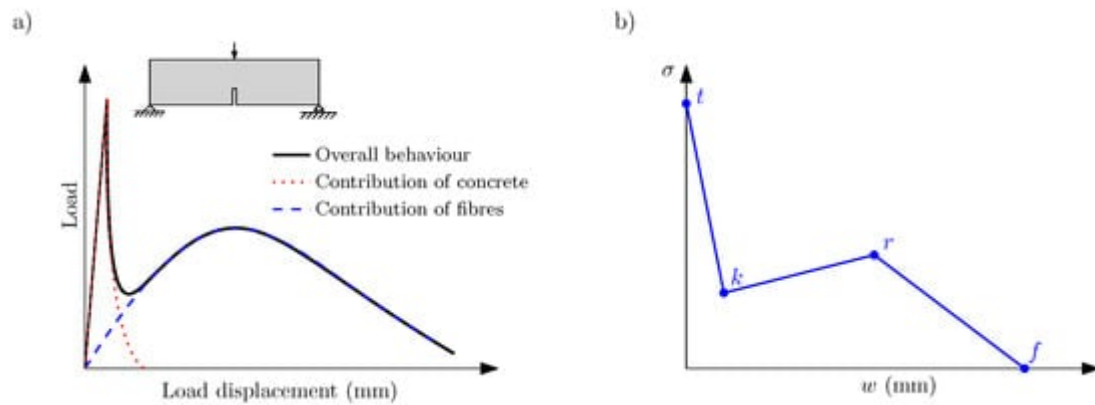 a)
Load
Overall behaviour
Contribution of concrete
Contribution of fibres
Load displacement (mm)
b)
σ
t
k
r
f
w (mm)